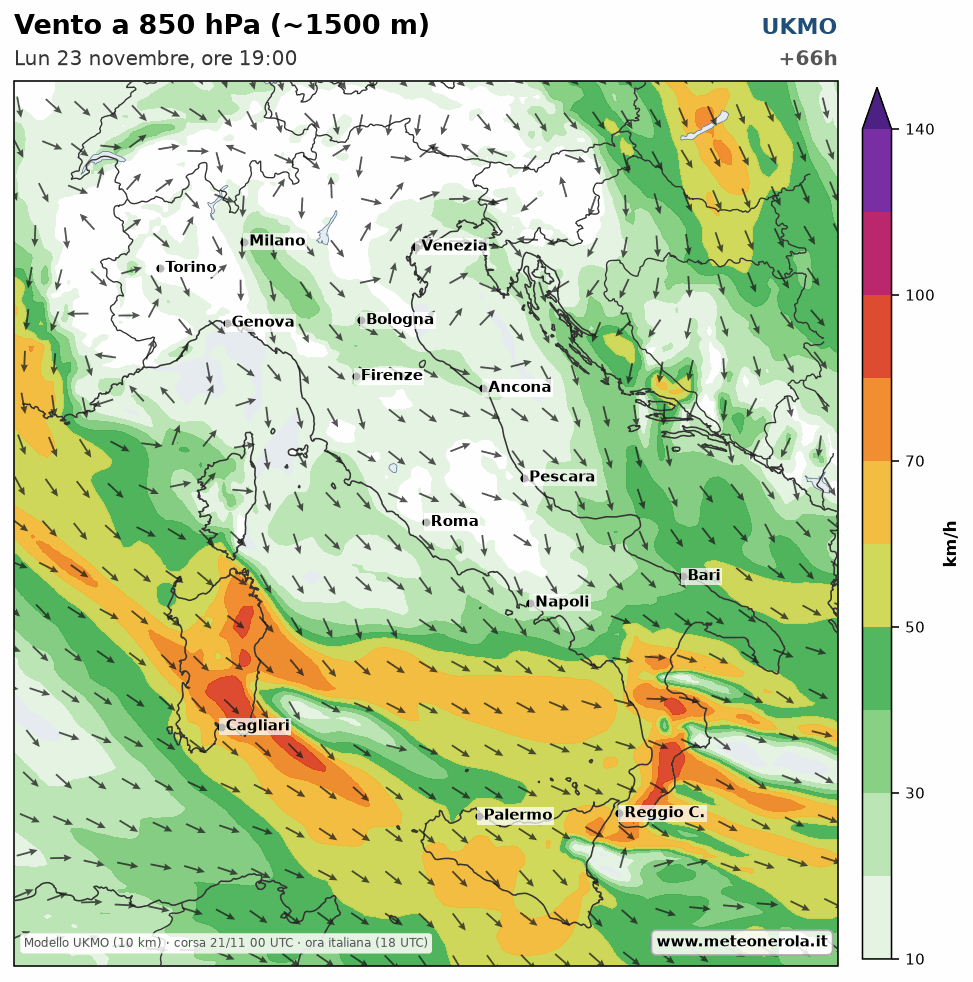 Vento a 850 hPa (~1500 m)
UKMO
Lun 23 novembre, ore 19:00
+66h
Milano
Venezia
Torino
Genova
Bologna
Firenze
Ancona
Pescara
Roma
Bari
Napoli
Cagliari
Palermo
Reggio C.
Modello UKMO (10 km) · corsa 21/11 00 UTC · ora italiana (18 UTC)
www.meteonerola.it
140
100
70
50
30
10
km/h